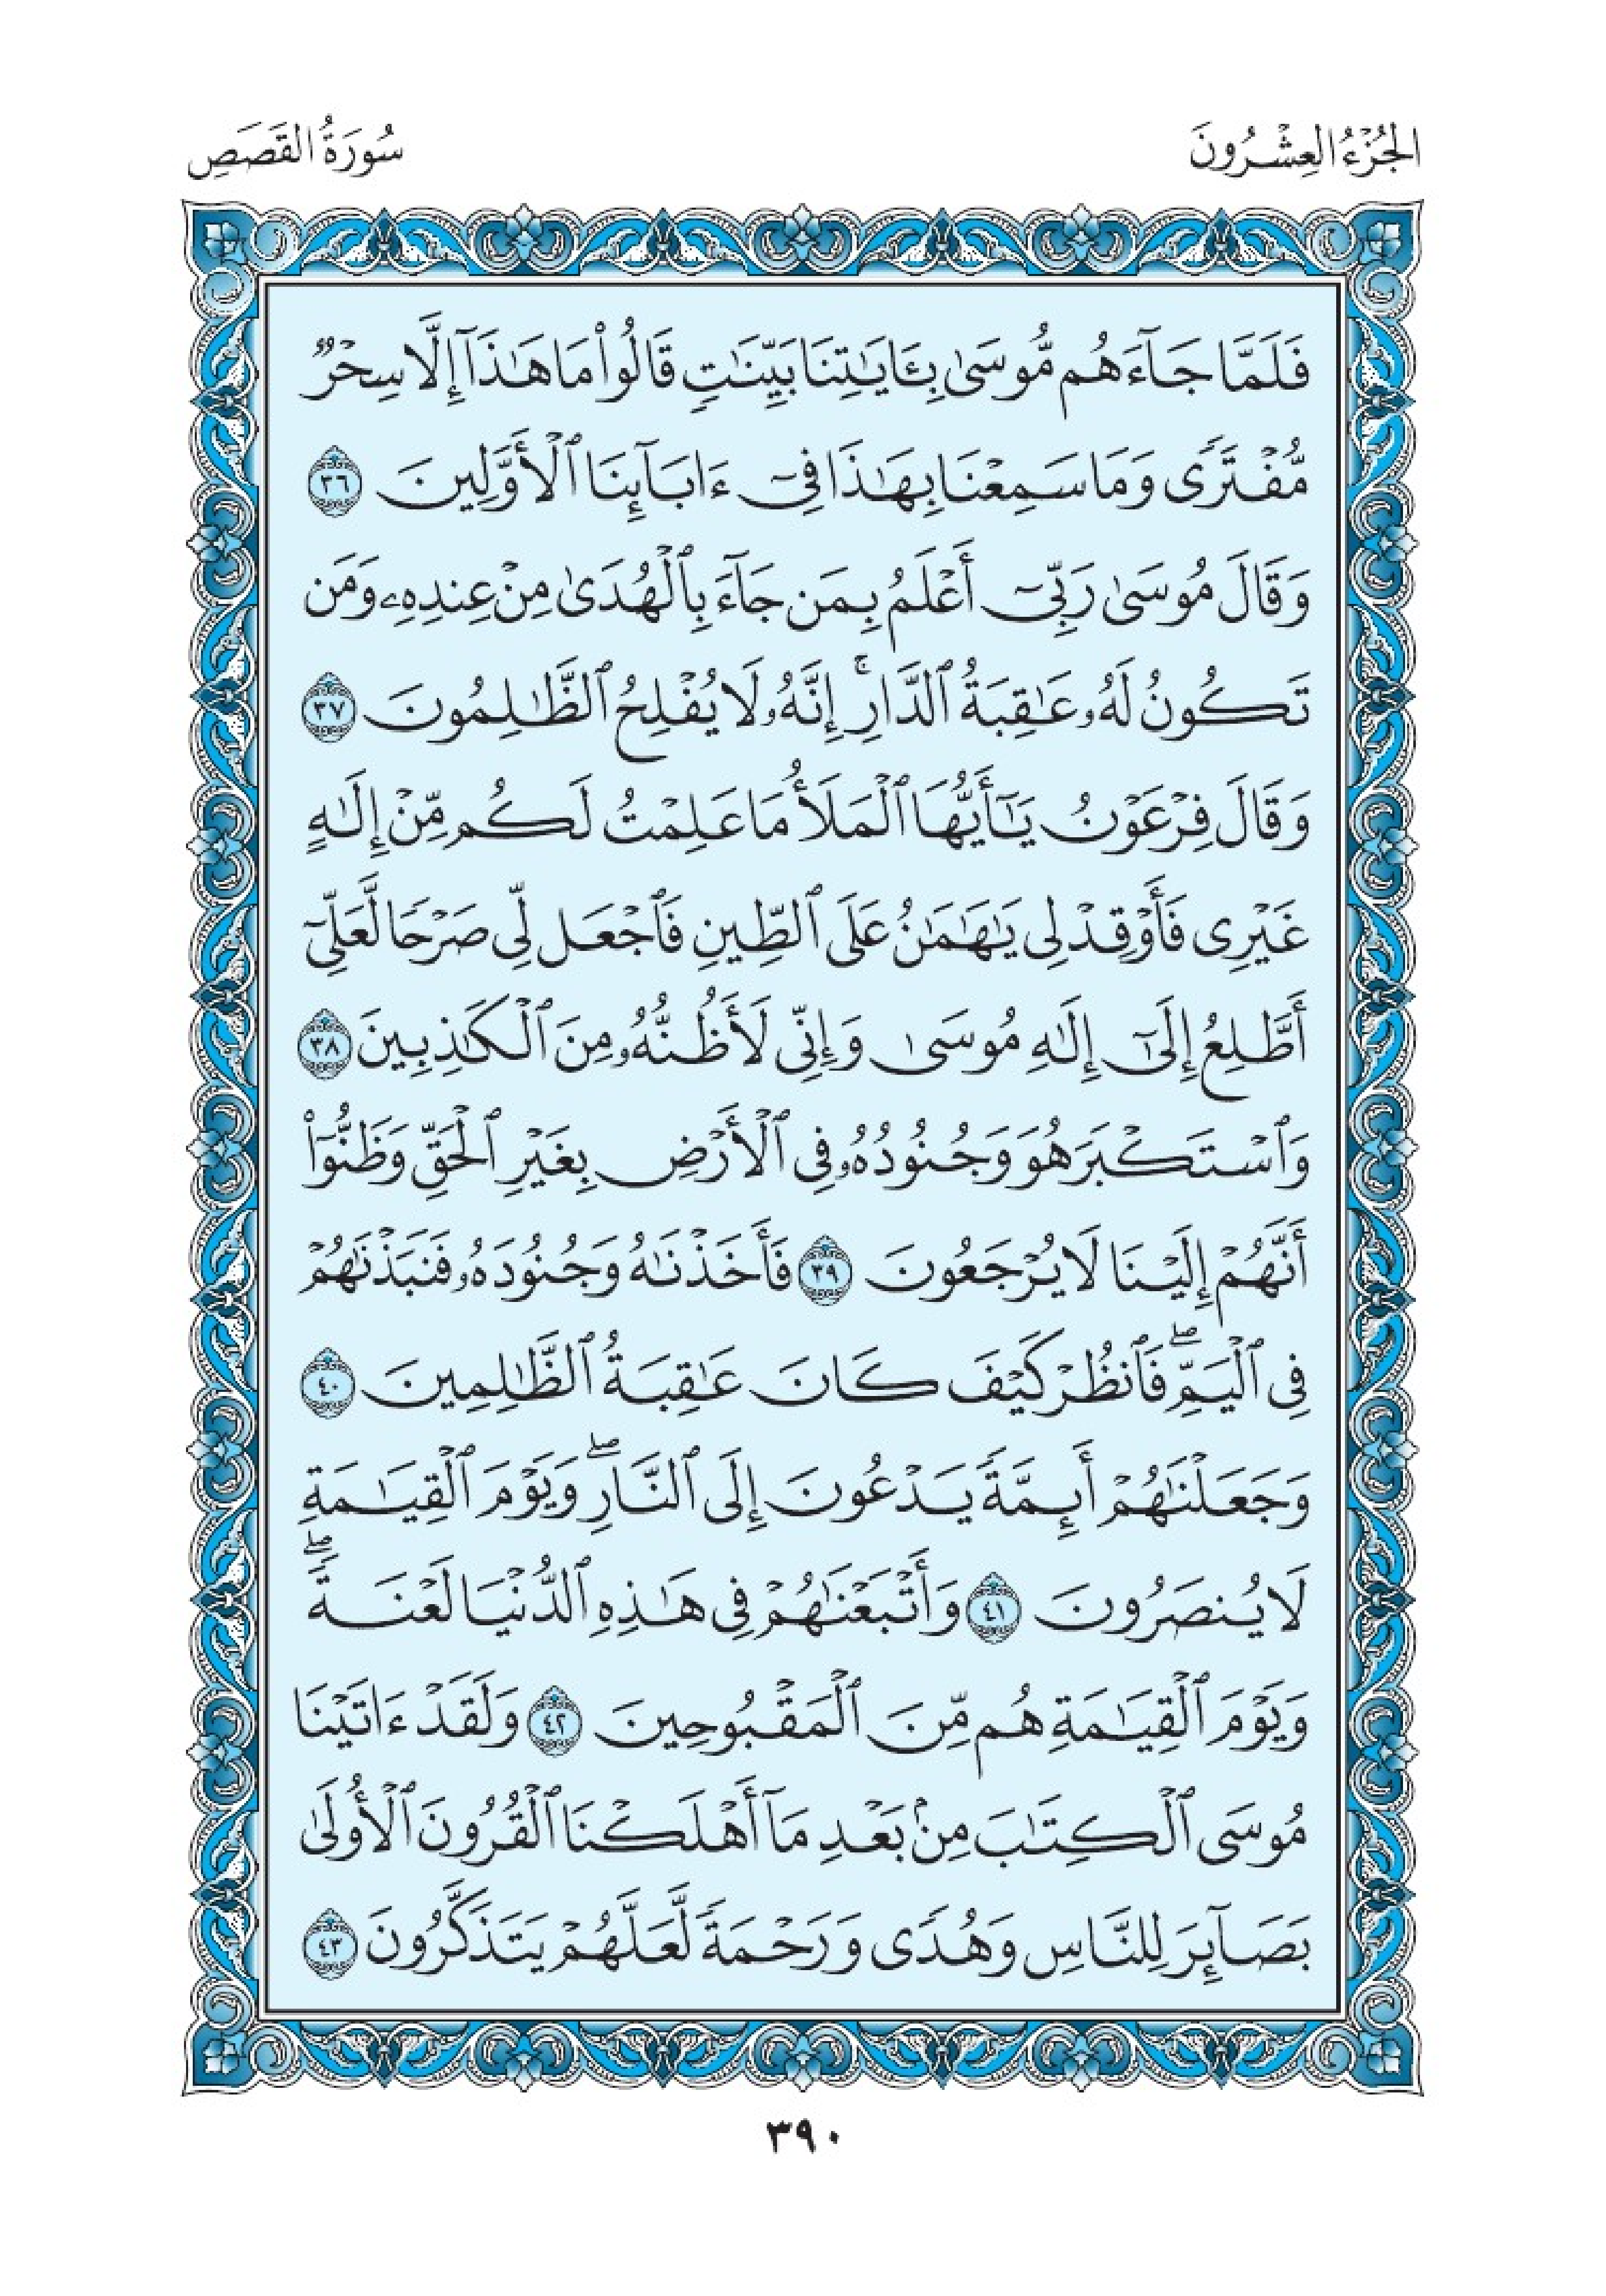 الجُزْءُ العِشْرُونَ
سُورَةُ القَصَصِ
فَلَمَّا جَآءَهُم مُّوسَىٰ بِـَٔايَٰتِنَا بَيِّنَٰتٖ قَالُواْ مَا هَٰذَآ إِلَّا سِحۡرٞ
مُّفۡتَرٗى وَمَا سَمِعۡنَا بِهَٰذَا فِيٓ ءَابَآئِنَا ٱلۡأَوَّلِينَ ٣٦
وَقَالَ مُوسَىٰ رَبِّيٓ أَعۡلَمُ بِمَن جَآءَ بِٱلۡهُدَىٰ مِنۡ عِندِهِۦ وَمَن
تَكُونُ لَهُۥ عَٰقِبَةُ ٱلدَّارِۚ إِنَّهُۥ لَا يُفۡلِحُ ٱلظَّٰلِمُونَ ٣٧
وَقَالَ فِرۡعَوۡنُ يَٰٓأَيُّهَا ٱلۡمَلَأُ مَا عَلِمۡتُ لَكُم مِّنۡ إِلَٰهٍ
غَيۡرِي فَأَوۡقِدۡ لِي يَٰهَٰمَٰنُ عَلَى ٱلطِّينِ فَٱجۡعَل لِّي صَرۡحٗا لَّعَلِّيٓ
أَطَّلِعُ إِلَىٰٓ إِلَٰهِ مُوسَىٰ وَإِنِّي لَأَظُنُّهُۥ مِنَ ٱلۡكَٰذِبِينَ ٣٨
وَٱسۡتَكۡبَرَ هُوَ وَجُنُودُهُۥ فِي ٱلۡأَرۡضِ بِغَيۡرِ ٱلۡحَقِّ وَظَنُّوٓاْ
أَنَّهُمۡ إِلَيۡنَا لَا يُرۡجَعُونَ ٣٩ فَأَخَذۡنَٰهُ وَجُنُودَهُۥ فَنَبَذۡنَٰهُمۡ
فِي ٱلۡيَمِّۖ فَٱنظُرۡ كَيۡفَ كَانَ عَٰقِبَةُ ٱلظَّٰلِمِينَ ٤٠
وَجَعَلۡنَٰهُمۡ أَئِمَّةٗ يَدۡعُونَ إِلَى ٱلنَّارِۖ وَيَوۡمَ ٱلۡقِيَٰمَةِ
لَا يُنصَرُونَ ٤١ وَأَتۡبَعۡنَٰهُمۡ فِي هَٰذِهِ ٱلدُّنۡيَا لَعۡنَةٗۖ
وَيَوۡمَ ٱلۡقِيَٰمَةِ هُم مِّنَ ٱلۡمَقۡبُوحِينَ ٤٢ وَلَقَدۡ ءَاتَيۡنَا
مُوسَى ٱلۡكِتَٰبَ مِنۢ بَعۡدِ مَآ أَهۡلَكۡنَا ٱلۡقُرُونَ ٱلۡأُولَىٰ
بَصَآئِرَ لِلنَّاسِ وَهُدٗى وَرَحۡمَةٗ لَّعَلَّهُمۡ يَتَذَكَّرُونَ ٤٣
٣٩٠